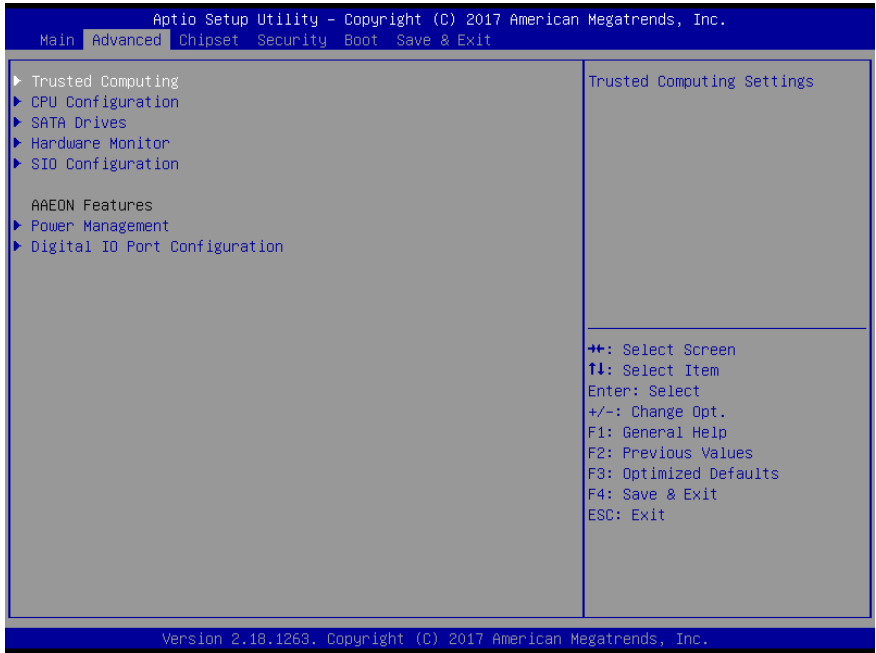 Aptio Setup Utility – Copyright (C) 2017 American Megatrends, Inc.
Main Advanced Chipset Security Boot Save & Exit
Trusted Computing
CPU Configuration
SATA Drives
Hardware Monitor
SIO Configuration
AAEON Features
Power Management
Digital IO Port Configuration
Trusted Computing Settings
→←: Select Screen
↑↓: Select Item
Enter: Select
+/-: Change Opt.
F1: General Help
F2: Previous Values
F3: Optimized Defaults
F4: Save & Exit
ESC: Exit
Version 2.18.1263. Copyright (C) 2017 American Megatrends, Inc.